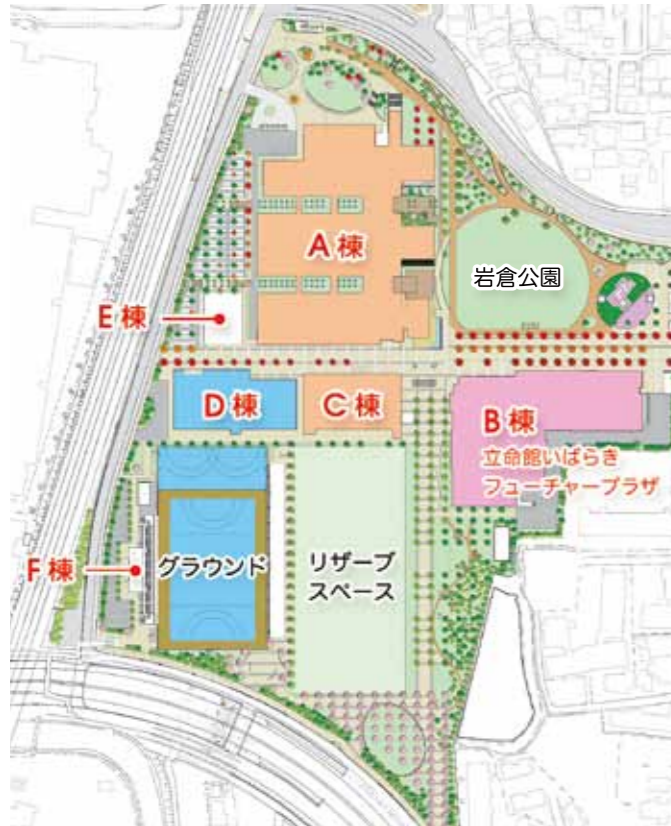 A棟
岩倉公園
E棟
D棟
C棟
B棟
立命館いばらき
フューチャープラザ
F棟
グラウンド
リザーブ
スペース